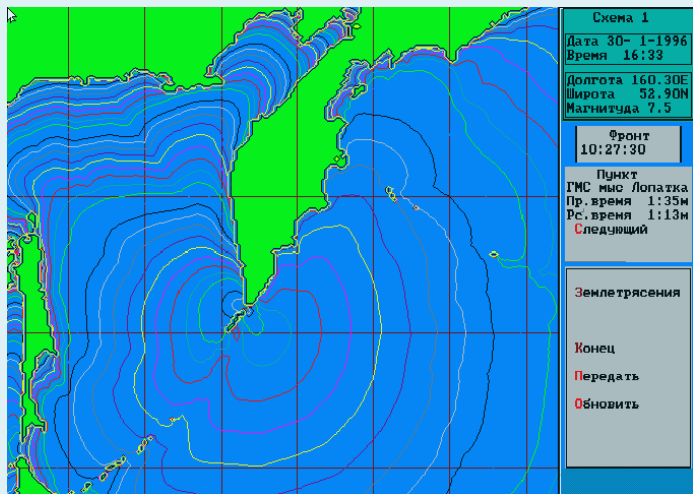 Схема 1
Дата 30- 1-1996
Время 16:33
Долгота 160.30E
Широта 52.90N
Магнитуда 7.5
Фронт
10:27:30
Пункт
ГМС мыс Лопатка
Пр.время 1:35м
Рс.время 1:13м
Следующий
Землетрясения
Конец
Передать
Обновить